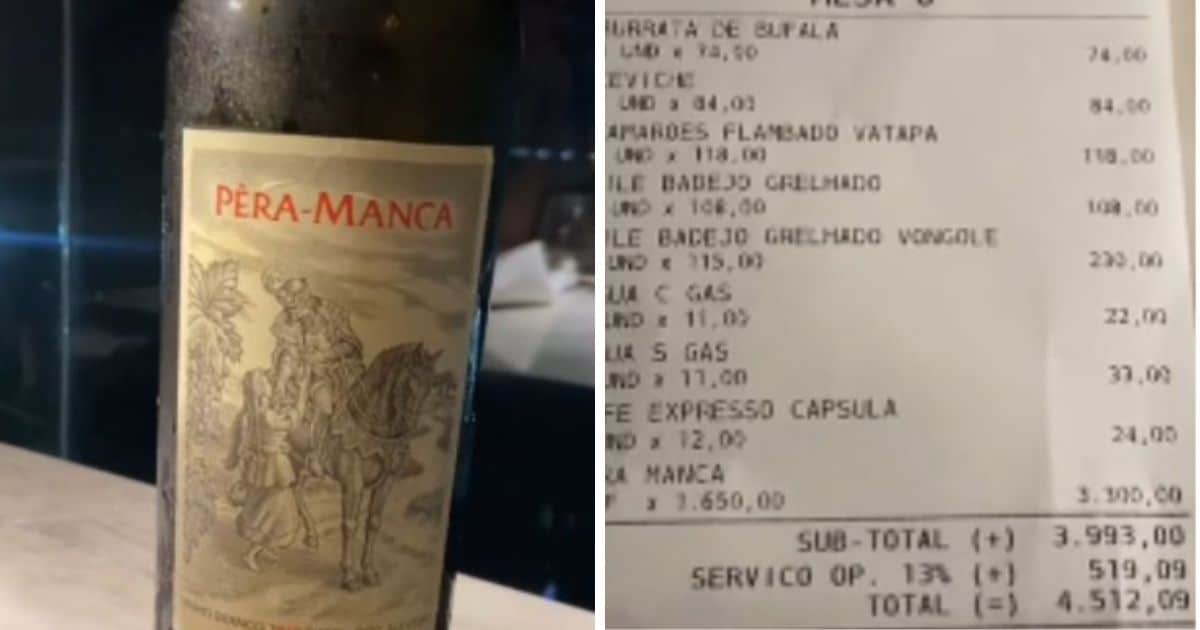 PÊRA-MANCA
BRANCO
MESA
URRATA DE BUFALA
UND x 74,00 74,00
EVICHE
UND x 84,00 84,00
AMAROES FLAMBADO VATAPA
UND x 118,00 118,00
ILE BADEJO GRELHADO
UND x 108,00 108,00
ILE BADEJO GRELHADO VONGOLE
UND x 115,00 230,00
UA C GAS
UND x 11,00 22,00
UA S GAS
UND x 11,00 33,00
FE EXPRESSO CAPSULA
UND x 12,00 24,00
RA MANCA
x 1.650,00 3.300,00
SUB-TOTAL (+) 3.993,00
SERVICO OP. 13% (+) 519,09
TOTAL (=) 4.512,09